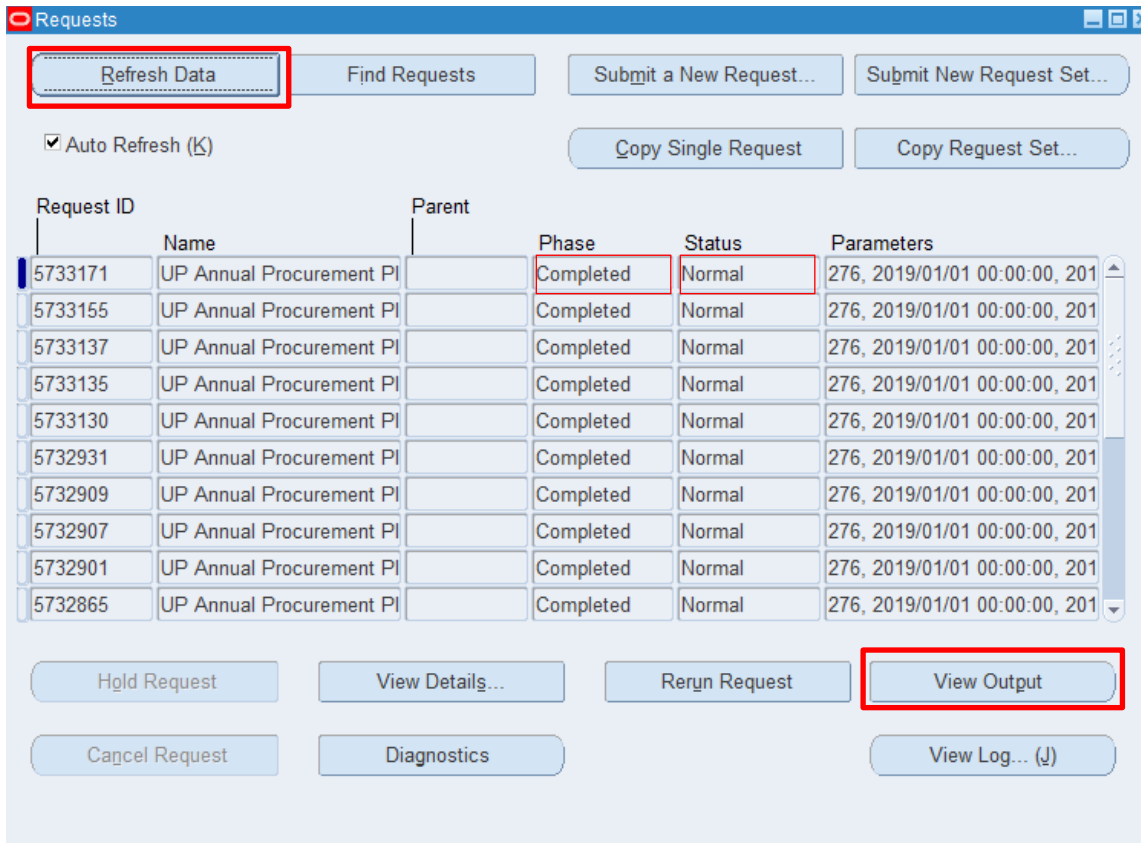 Requests
Refresh Data Find Requests Submit a New Request... Submit New Request Set...
Auto Refresh (K) Copy Single Request Copy Request Set...
Request ID Parent
Name Phase Status Parameters
5733171 UP Annual Procurement Pl Completed Normal 276, 2019/01/01 00:00:00, 201
5733155 UP Annual Procurement Pl Completed Normal 276, 2019/01/01 00:00:00, 201
5733137 UP Annual Procurement Pl Completed Normal 276, 2019/01/01 00:00:00, 201
5733135 UP Annual Procurement Pl Completed Normal 276, 2019/01/01 00:00:00, 201
5733130 UP Annual Procurement Pl Completed Normal 276, 2019/01/01 00:00:00, 201
5732931 UP Annual Procurement Pl Completed Normal 276, 2019/01/01 00:00:00, 201
5732909 UP Annual Procurement Pl Completed Normal 276, 2019/01/01 00:00:00, 201
5732907 UP Annual Procurement Pl Completed Normal 276, 2019/01/01 00:00:00, 201
5732901 UP Annual Procurement Pl Completed Normal 276, 2019/01/01 00:00:00, 201
5732865 UP Annual Procurement Pl Completed Normal 276, 2019/01/01 00:00:00, 201
Hold Request View Details... Rerun Request View Output
Cancel Request Diagnostics View Log... (J)